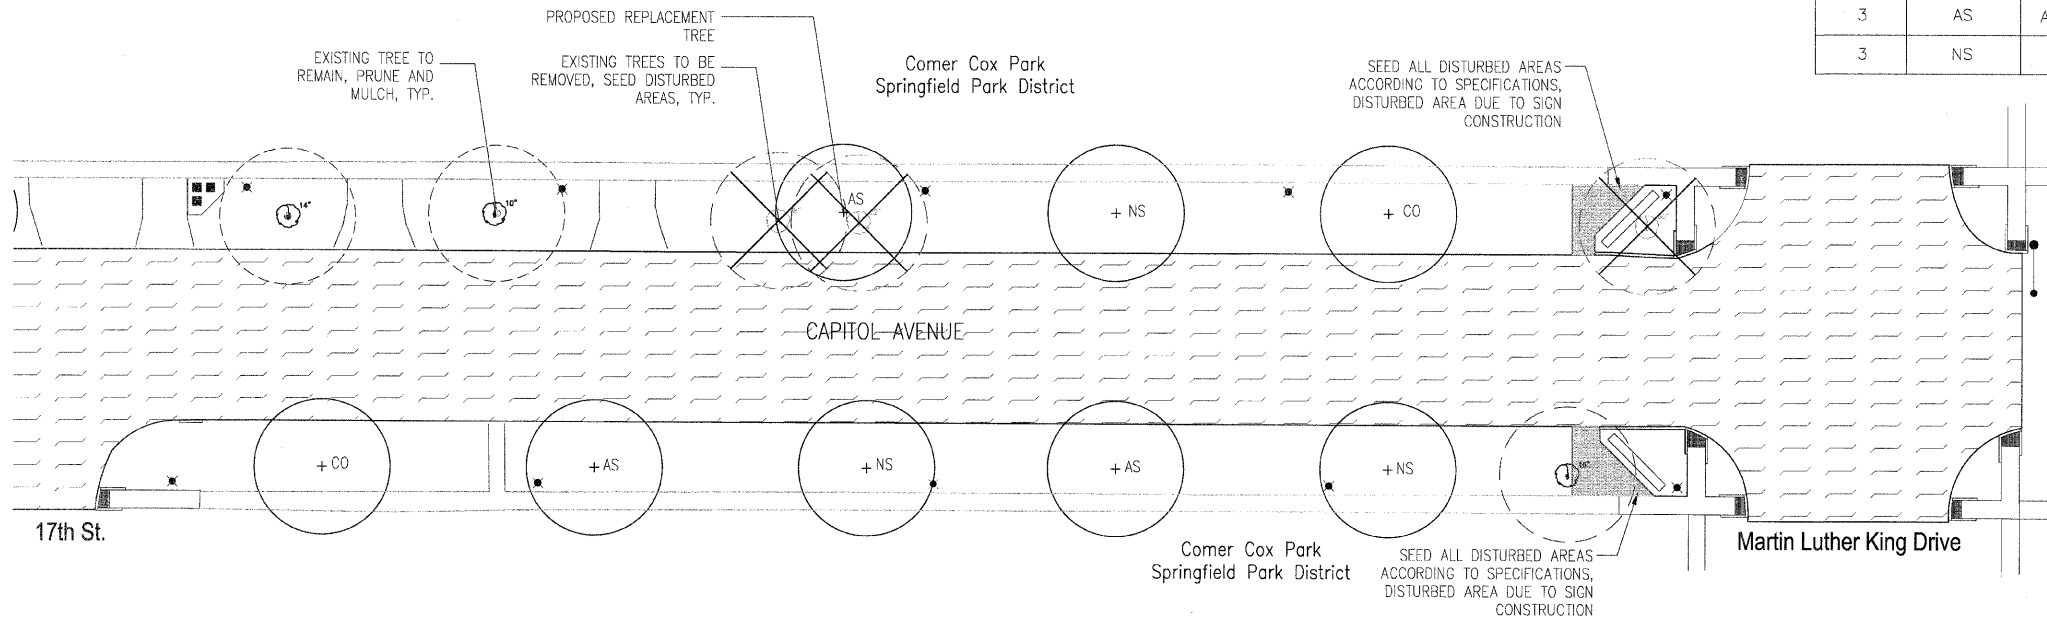 3 AS
3 NS
PROPOSED REPLACEMENT
TREE
EXISTING TREE TO
REMAIN, PRUNE AND
MULCH, TYP.
EXISTING TREES TO BE
REMOVED, SEED DISTURBED
AREAS, TYP.
Comer Cox Park
Springfield Park District
SEED ALL DISTURBED AREAS
ACCORDING TO SPECIFICATIONS,
DISTURBED AREA DUE TO SIGN
CONSTRUCTION
14"
10"
AS
NS
CO
CAPITOL AVENUE
CO
AS
NS
AS
NS
17th St.
Martin Luther King Drive
Comer Cox Park
Springfield Park District
SEED ALL DISTURBED AREAS
ACCORDING TO SPECIFICATIONS,
DISTURBED AREA DUE TO SIGN
CONSTRUCTION